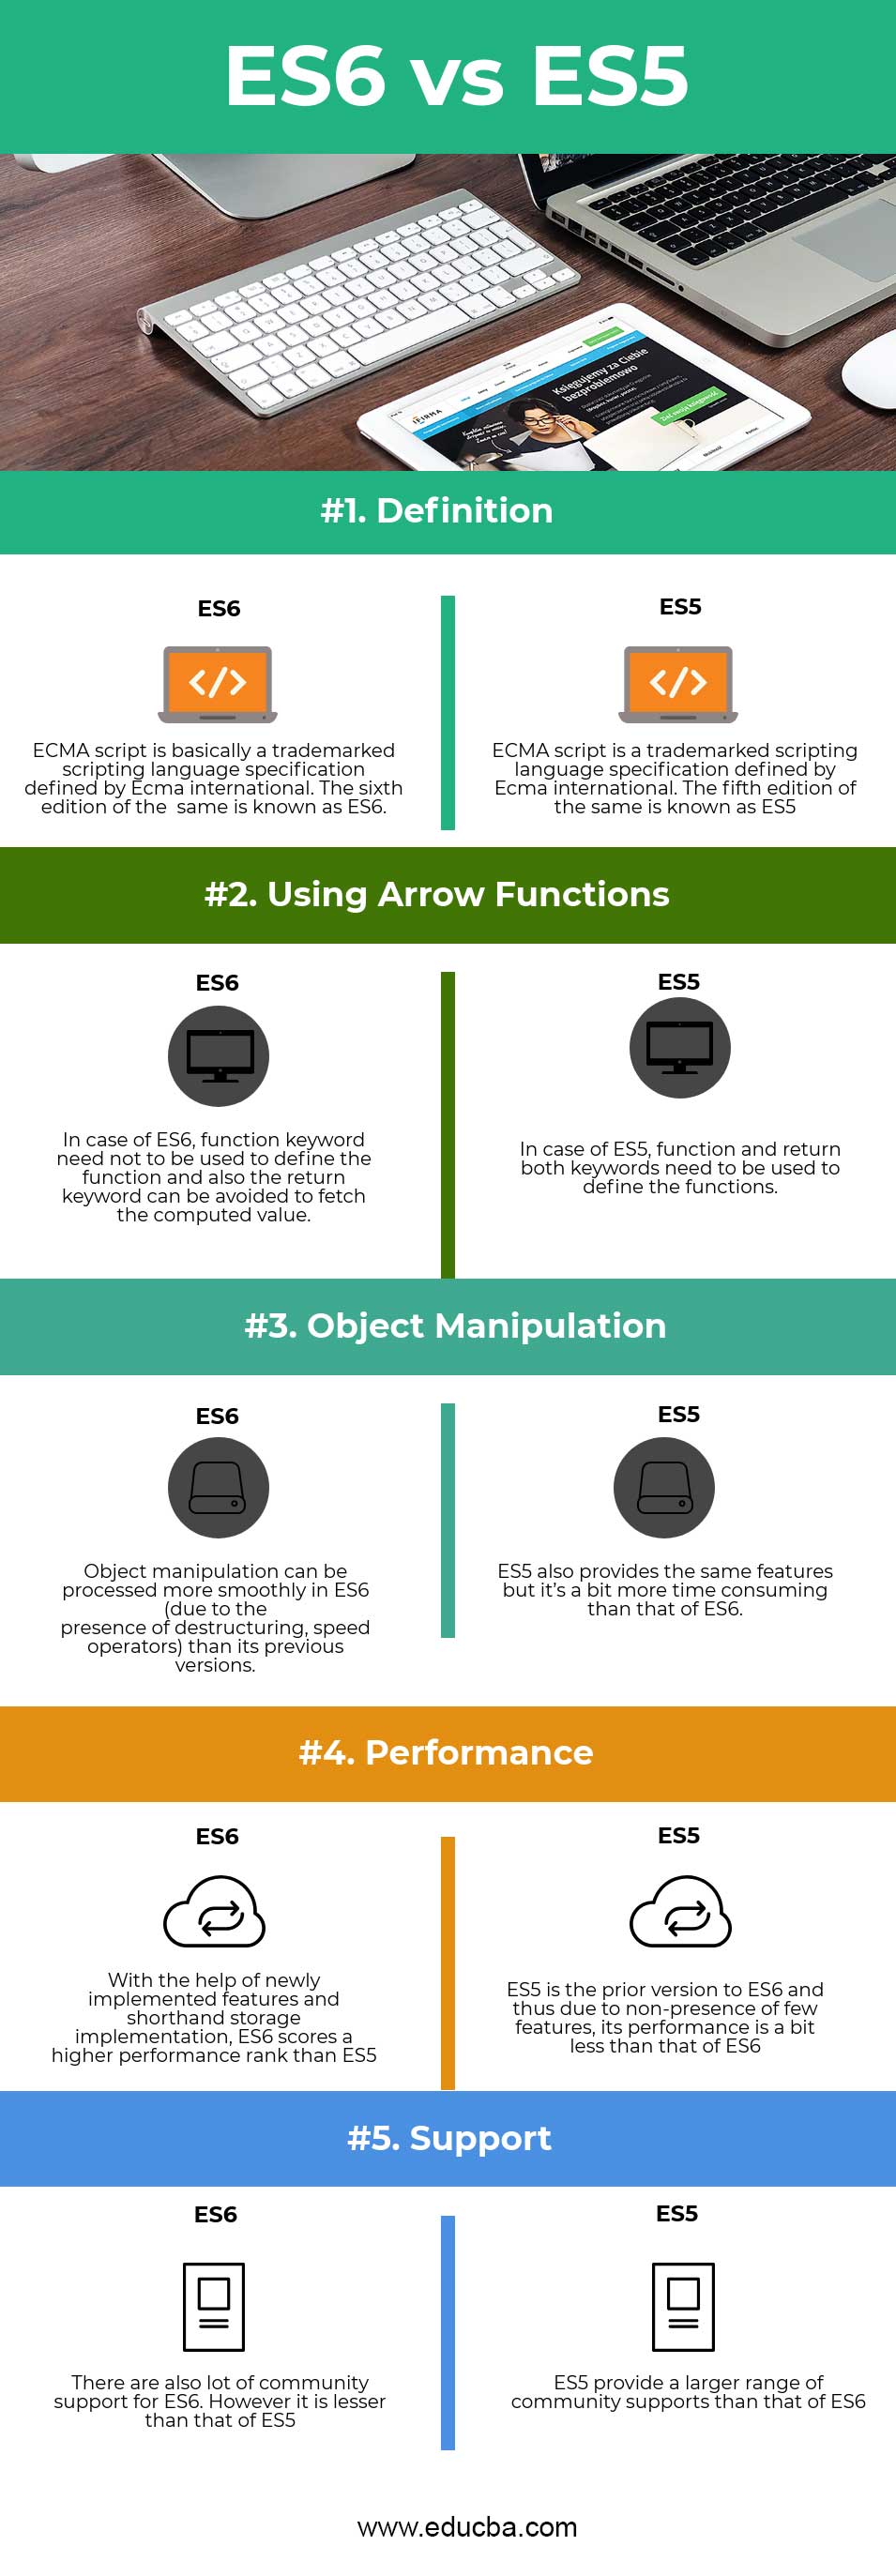 ES6 vs ES5
Księgujemy za Ciebie
bezproblemowo
#1. Definition
ES6
ECMA script is basically a trademarked
scripting language specification
defined by Ecma international. The sixth
edition of the  same is known as ES6.
ES5
ECMA script is a trademarked scripting
language specification defined by
Ecma international. The fifth edition of
the same is known as ES5
#2. Using Arrow Functions
ES6
In case of ES6, function keyword
need not to be used to define the
function and also the return
keyword can be avoided to fetch
the computed value.
ES5
In case of ES5, function and return
both keywords need to be used to
define the functions.
#3. Object Manipulation
ES6
Object manipulation can be
processed more smoothly in ES6
(due to the
presence of destructuring, speed
operators) than its previous
versions.
ES5
ES5 also provides the same features
but it's a bit more time consuming
than that of ES6.
#4. Performance
ES6
With the help of newly
implemented features and
shorthand storage
implementation, ES6 scores a
higher performance rank than ES5
ES5
ES5 is the prior version to ES6 and
thus due to non-presence of few
features, its performance is a bit
less than that of ES6
#5. Support
ES6
There are also lot of community
support for ES6. However it is lesser
than that of ES5
ES5
ES5 provide a larger range of
community supports than that of ES6
www.educba.com